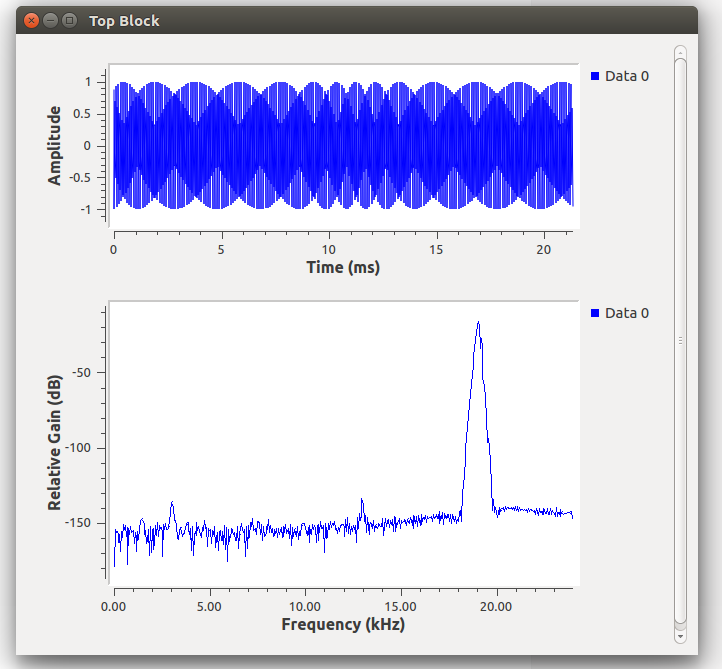 Top Block
Data 0
1
0.5
0
-0.5
-1
Amplitude
0 5 10 15 20
Time (ms)
Data 0
-50
-100
-150
Relative Gain (dB)
0.00 5.00 10.00 15.00 20.00
Frequency (kHz)